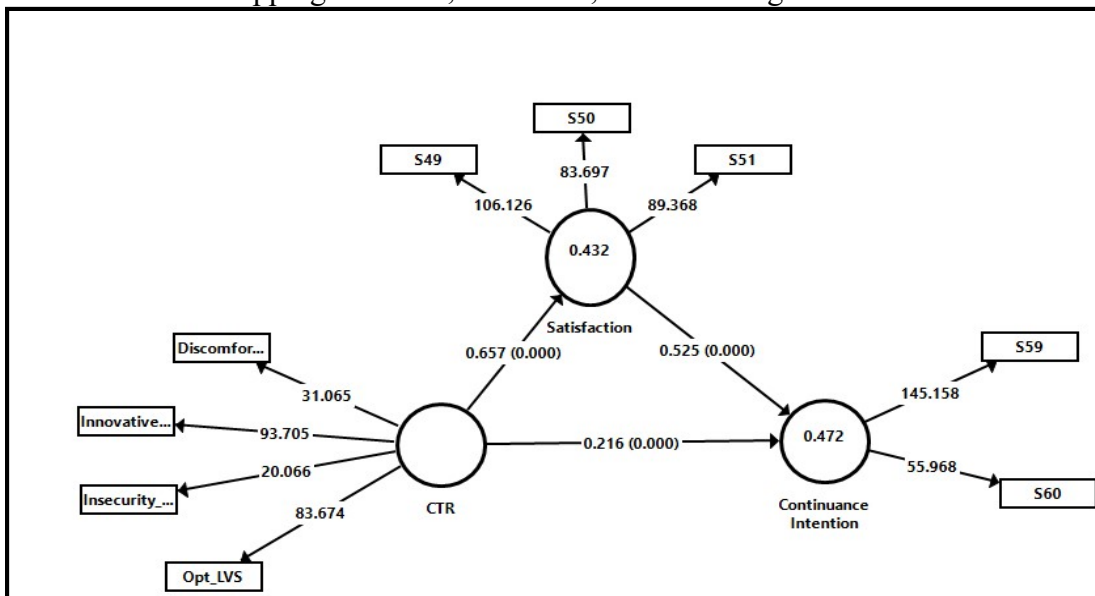 S50
S49
S51
83.697
106.126
89.368
0.432
Satisfaction
Discomfor...
0.657 (0.000)
0.525 (0.000)
S59
31.065
145.158
Innovative...
93.705
0.216 (0.000)
0.472
20.066
55.968
Insecurity_...
S60
83.674
CTR
Continuance
Intention
Opt_LVS